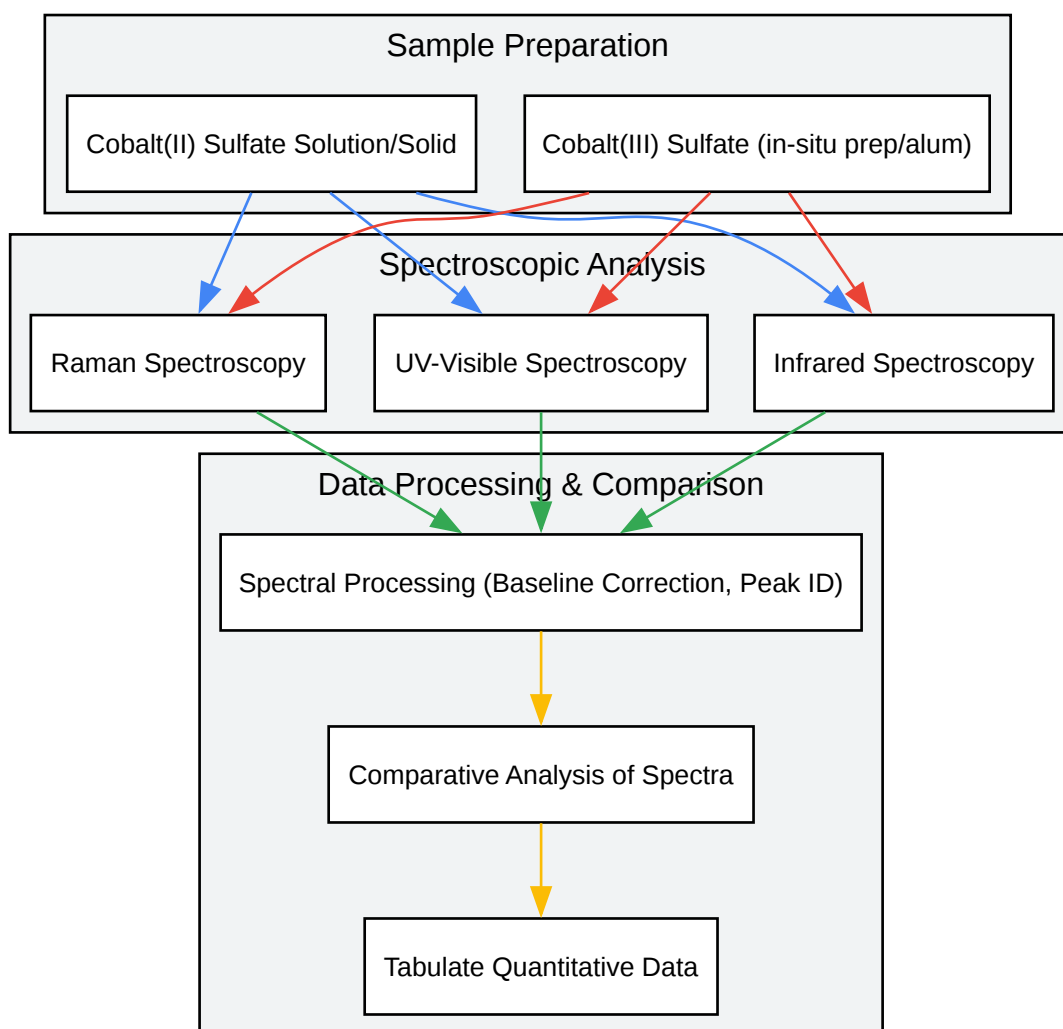 Sample Preparation
Cobalt(II) Sulfate Solution/Solid
Cobalt(III) Sulfate (in-situ prep/alum)
Spectroscopic Analysis
Raman Spectroscopy
UV-Visible Spectroscopy
Infrared Spectroscopy
Data Processing & Comparison
Spectral Processing (Baseline Correction, Peak ID)
Comparative Analysis of Spectra
Tabulate Quantitative Data